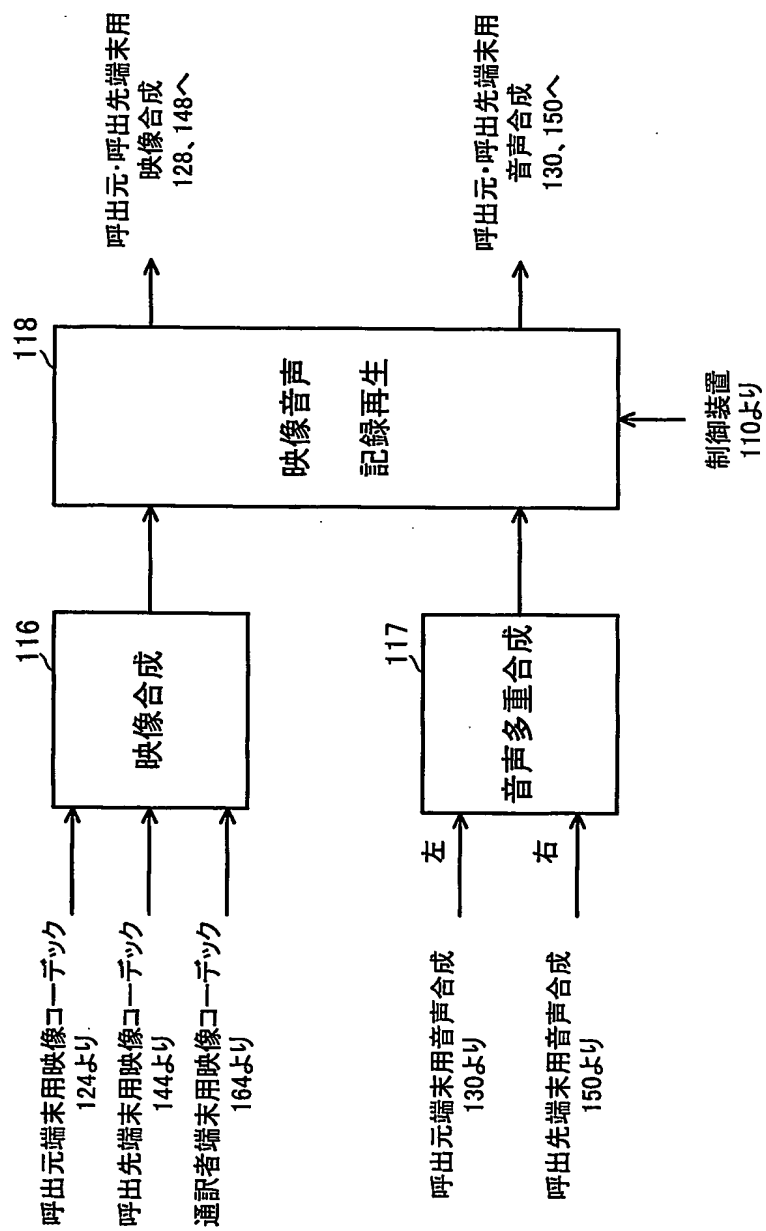 呼出元端末用映像コーデック
124より
呼出先端末用映像コーデック
144より
通訳者端末用映像コーデック
164より
116
映像合成
呼出元端末用音声合成
130より
呼出先端末用音声合成
150より
左
右
117
音声多重合成
118
映像音声
記録再生
制御装置
110より
呼出元・呼出先端末用
映像合成
128、148へ
呼出元・呼出先端末用
音声合成
130、150へ